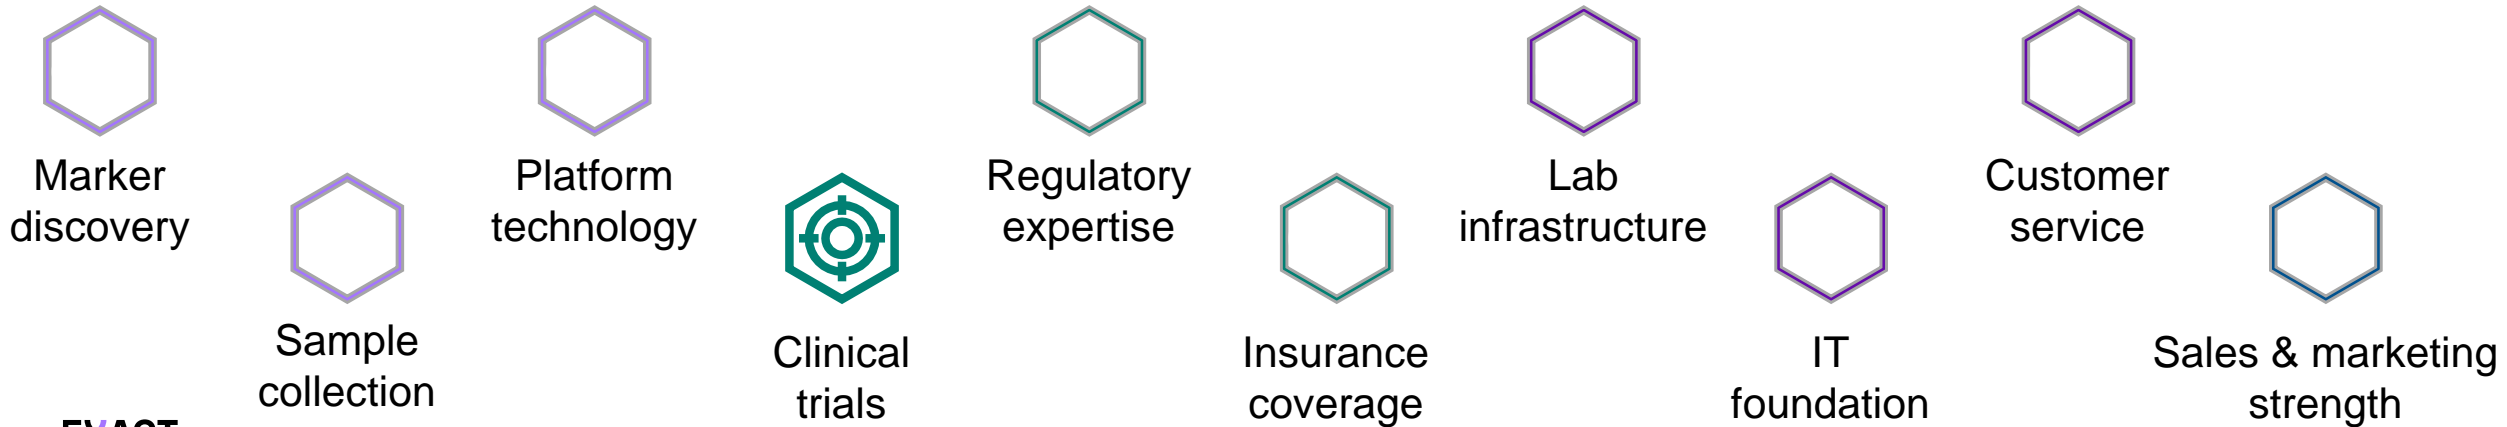 Marker
discovery
Sample
collection
Platform
technology
Clinical
trials
Regulatory
expertise
Insurance
coverage
Lab
infrastructure
IT
foundation
Customer
service
Sales & marketing
strength
EXACT